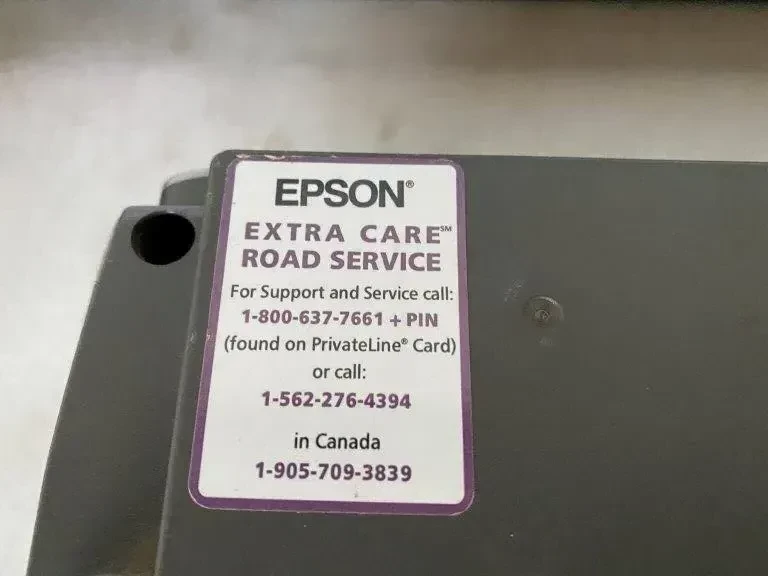 EPSON®
EXTRA CARE℠
ROAD SERVICE
For Support and Service call:
1-800-637-7661 + PIN
(found on PrivateLine® Card)
or call:
1-562-276-4394
in Canada
1-905-709-3839